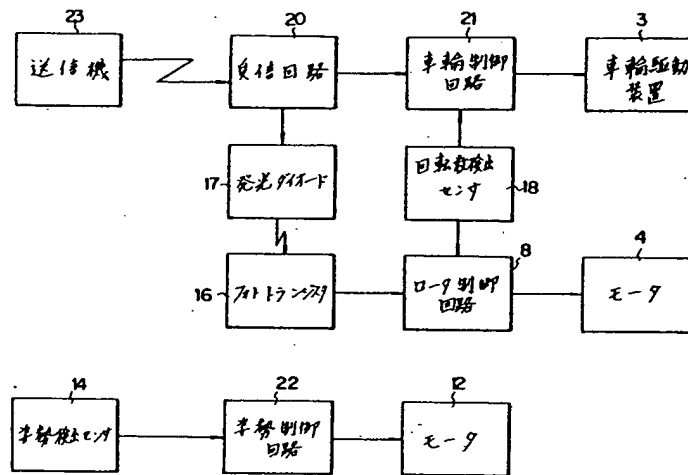 23
20
21
3
送信機
受信回路
車輪制御
回路
車輪駆動
装置
17
発光ダイオード
回転数検出
センサ
18
8
4
16
フォトトランジスタ
ロータ制御
回路
モータ
14
22
12
姿勢検出センサ
姿勢制御
回路
モータ